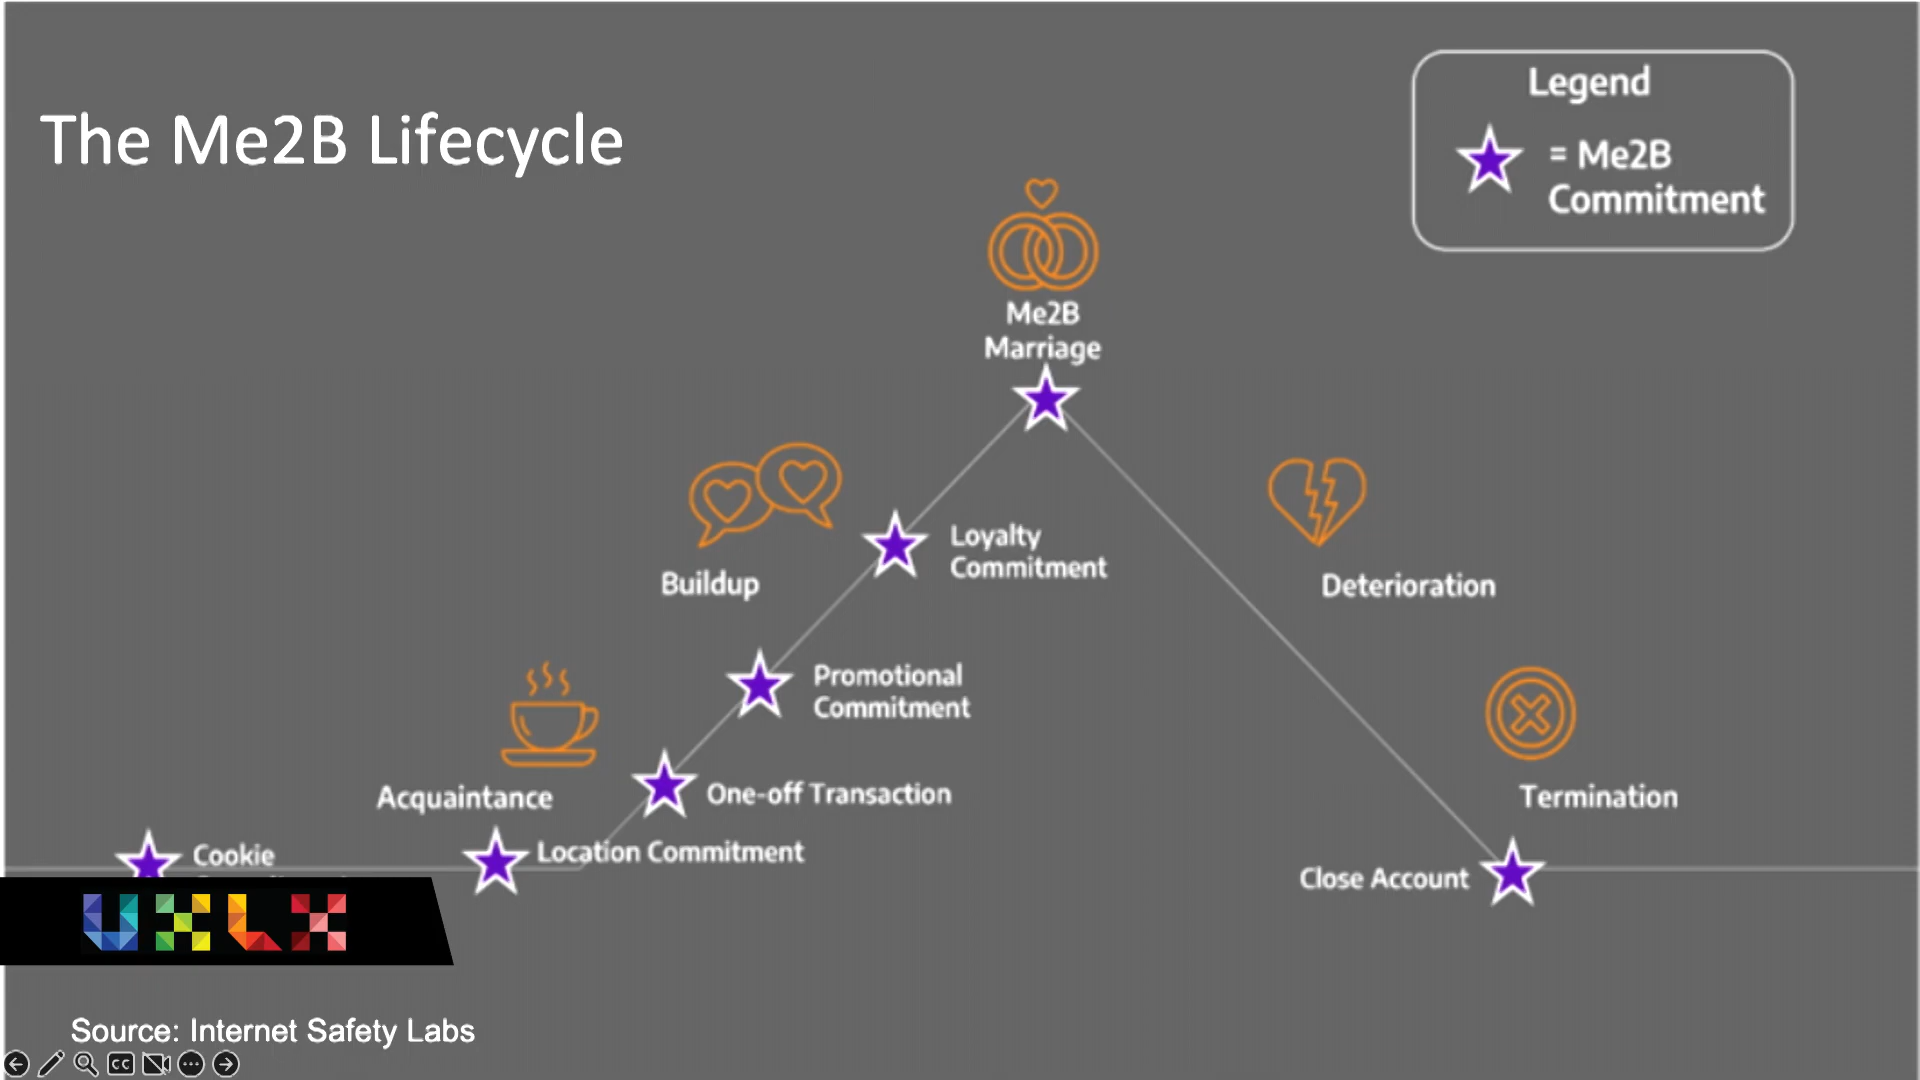 The Me2B Lifecycle
Legend
= Me2B
Commitment
Me2B
Marriage
Loyalty
Commitment
Buildup
Deterioration
Promotional
Commitment
Acquaintance
One-off Transaction
Termination
Cookie
Location Commitment
Close Account
UXLX
Source: Internet Safety Labs
CC